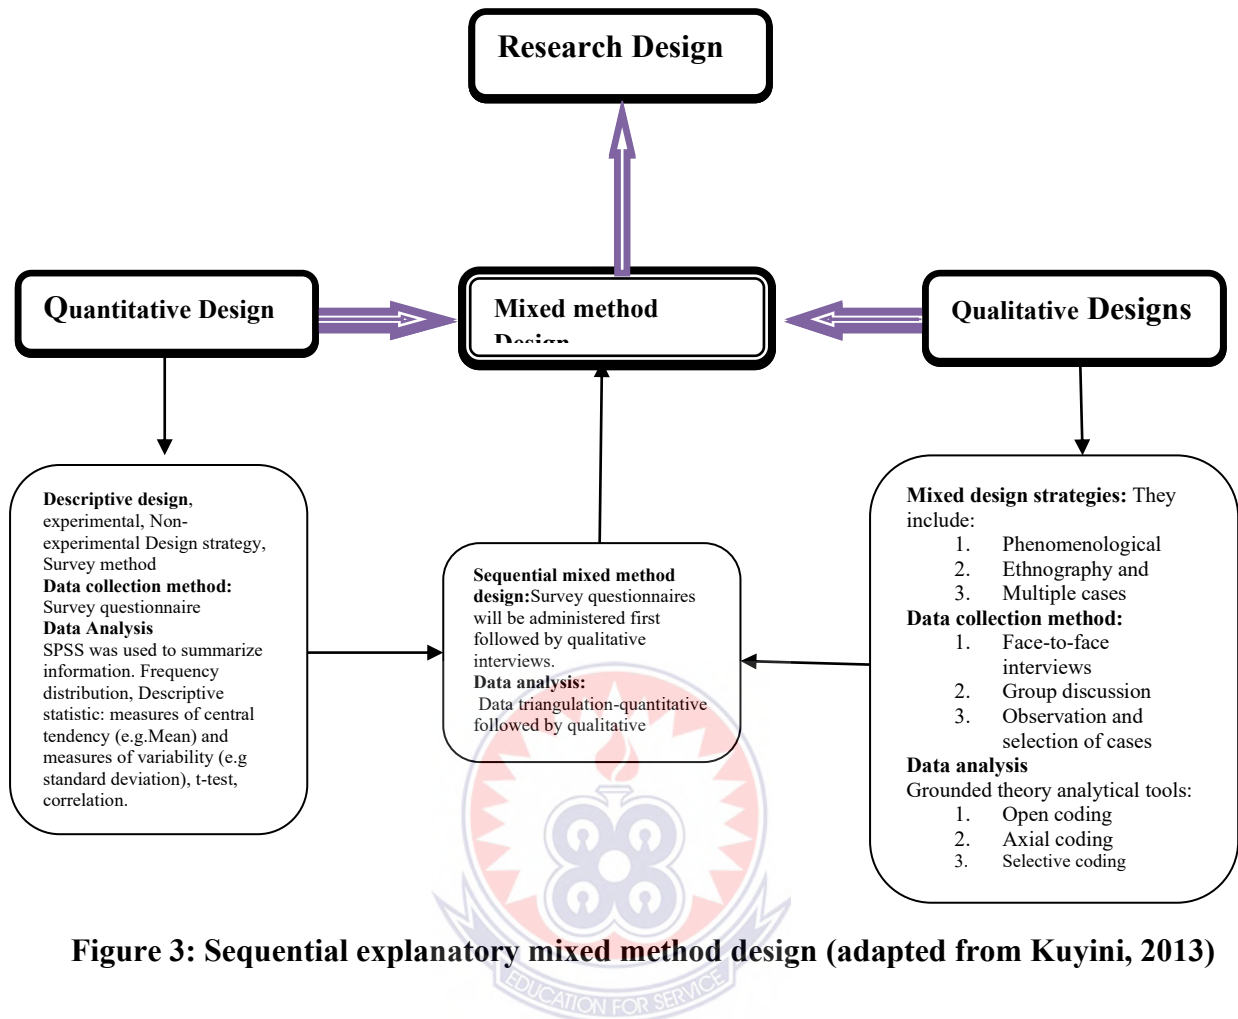 Research Design
Quantitative Design
Mixed method
Design
Qualitative Designs
Descriptive design,
experimental, Non-
experimental Design strategy,
Survey method
Data collection method:
Survey questionnaire
Data Analysis
SPSS was used to summarize
information. Frequency
distribution, Descriptive
statistic: measures of central
tendency (e.g.Mean) and
measures of variability (e.g
standard deviation), t-test,
correlation.
Sequential mixed method
design:Survey questionnaires
will be administered first
followed by qualitative
interviews.
Data analysis:
Data triangulation-quantitative
followed by qualitative
Mixed design strategies: They
include:
1. Phenomenological
2. Ethnography and
3. Multiple cases
Data collection method:
1. Face-to-face
interviews
2. Group discussion
3. Observation and
selection of cases
Data analysis
Grounded theory analytical tools:
1. Open coding
2. Axial coding
3. Selective coding
Figure 3: Sequential explanatory mixed method design (adapted from Kuyini, 2013)
EDUCATION FOR SERVICE